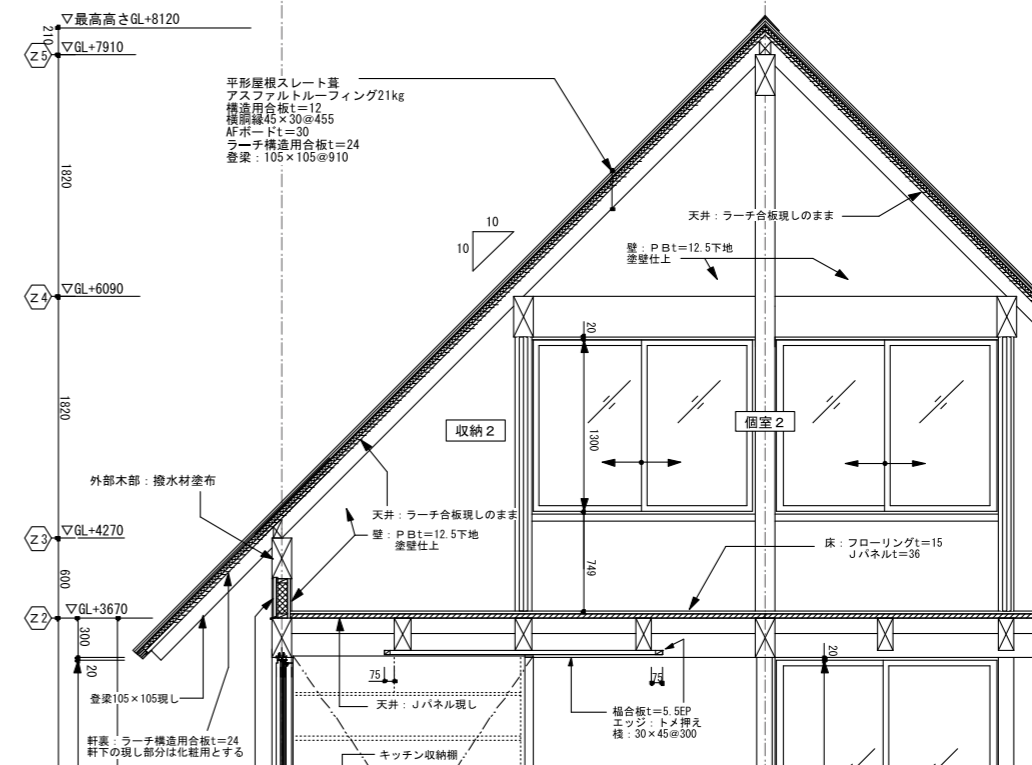 ▽最高高さGL+8120
210
Z5
▽GL+7910
平形屋根スレート葺
アスファルトルーフィング21kg
構造用合板t=12
横胴縁45×30@455
AFボードt=30
ラーチ構造用合板t=24
登梁：105×105@910
1820
10
10
天井：ラーチ合板現しのまま
壁：PBt=12.5下地
塗壁仕上
Z4
▽GL+6090
20
1820
収納2
1300
個室2
外部木部：撥水材塗布
天井：ラーチ合板現しのまま
壁：PBt=12.5下地
塗壁仕上
Z3
▽GL+4270
床：フローリングt=15
Jパネルt=36
600
749
Z2
▽GL+3670
300
20
20
75
75
登梁105×105現し
天井：Jパネル現し
榀合板t=5.5EP
エッジ：トメ押え
桟：30×45@300
軒裏：ラーチ構造用合板t=24
軒下の現し部分は化粧用とする
キッチン収納棚